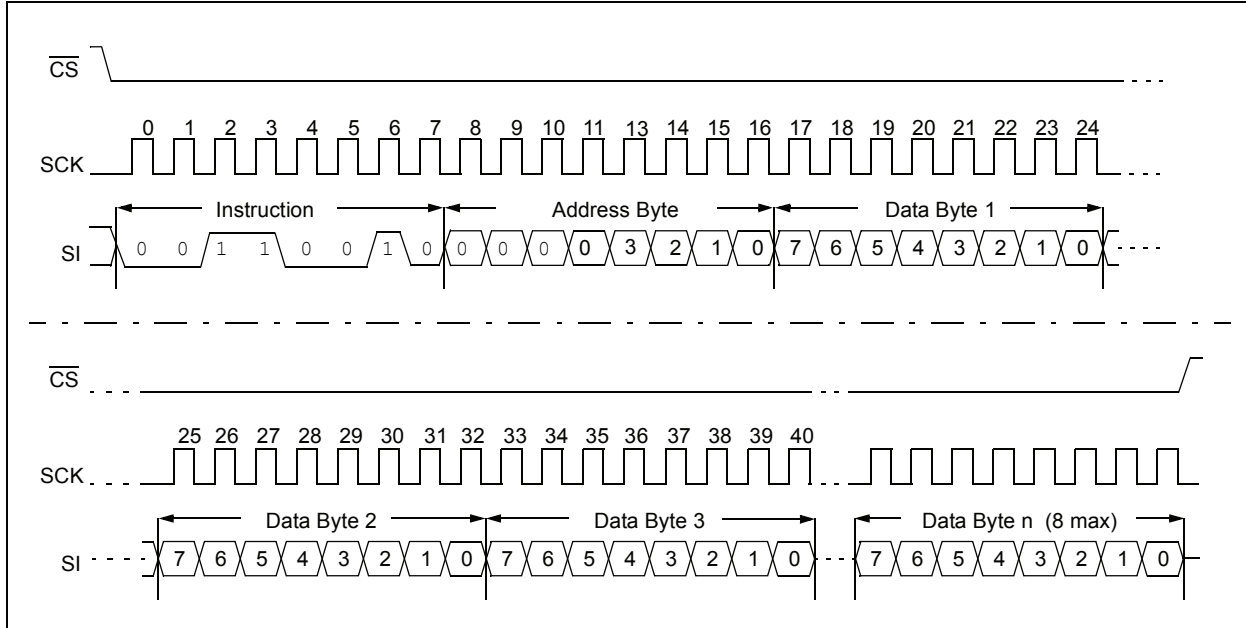 CS
0 1 2 3 4 5 6 7 8 9 10 11 13 14 15 16 17 18 19 20 21 22 23 24
SCK
Instruction Address Byte Data Byte 1
SI 0 0 1 1 0 0 1 0 0 0 0 0 3 2 1 0 7 6 5 4 3 2 1 0
CS
25 26 27 28 29 30 31 32 33 34 35 36 37 38 39 40
SCK
Data Byte 2 Data Byte 3 Data Byte n (8 max)
SI 7 6 5 4 3 2 1 0 7 6 5 4 3 2 1 0 7 6 5 4 3 2 1 0